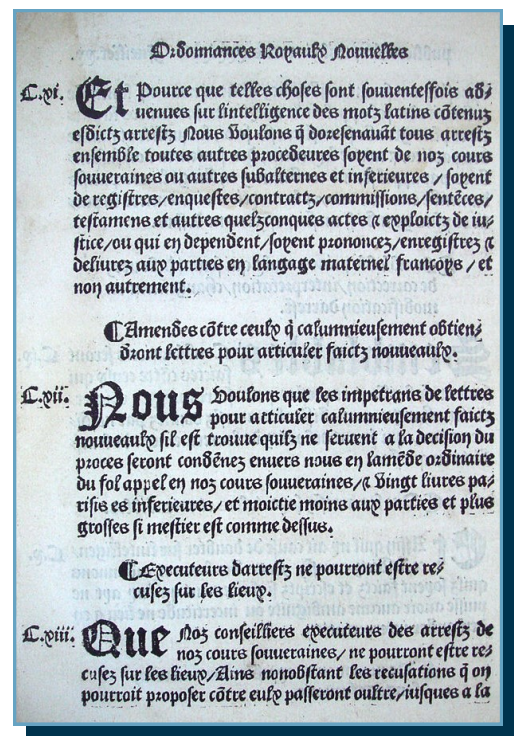 Ordonnances Royaulx Nouvelles
C.xi. Et Pource que telles choses sont souuenteffois ad⸗
uenues sur lintelligence des motz latins cõtenuz
esdictz arrestz Nous voulons q̃ doresenauãt tous arrestz
ensemble toutes autres procedeures soyent de noz cours
souueraines ou autres subalternes et inferieures / soyent
de registres/enquestes/contractz/commissions/sentẽces/
testamens et autres quelzconques actes ⁊ exploictz de iu⸗
stice/ou qui en dependent/soyent prononcez/enregistrez ⁊
deliurez aux parties en langage maternel francoys / et
non autrement.
⁋Amendes cõtre ceulx q̃ calumnieusement obtien⸗
dront lettres pour articuler faictz nouueaulx.
C.xii. Nous voulons que les impetrans de lettres
pour articuler calumnieusement faictz
nouueaulx sil est trouue quilz ne seruent a la decision du
proces seront condẽnez enuers nous en lamẽde ordinaire
du fol appel en noz cours souueraines/⁊ vingt liures pa⸗
risis es inferieures/et moictie moins aux parties et plus
grosses si mestier est comme dessus.
⁋Executeurs darrestz ne pourront estre re⸗
cusez sur les lieux.
C.xiii. Que Noz conseilliers executeurs des arrestz de
noz cours souueraines/ ne pourront estre re⸗
cusez sur les lieux/Ains nonobstant les recusations q̃ on
pourroit proposer cõtre eulx passeront oultre/iusques a la